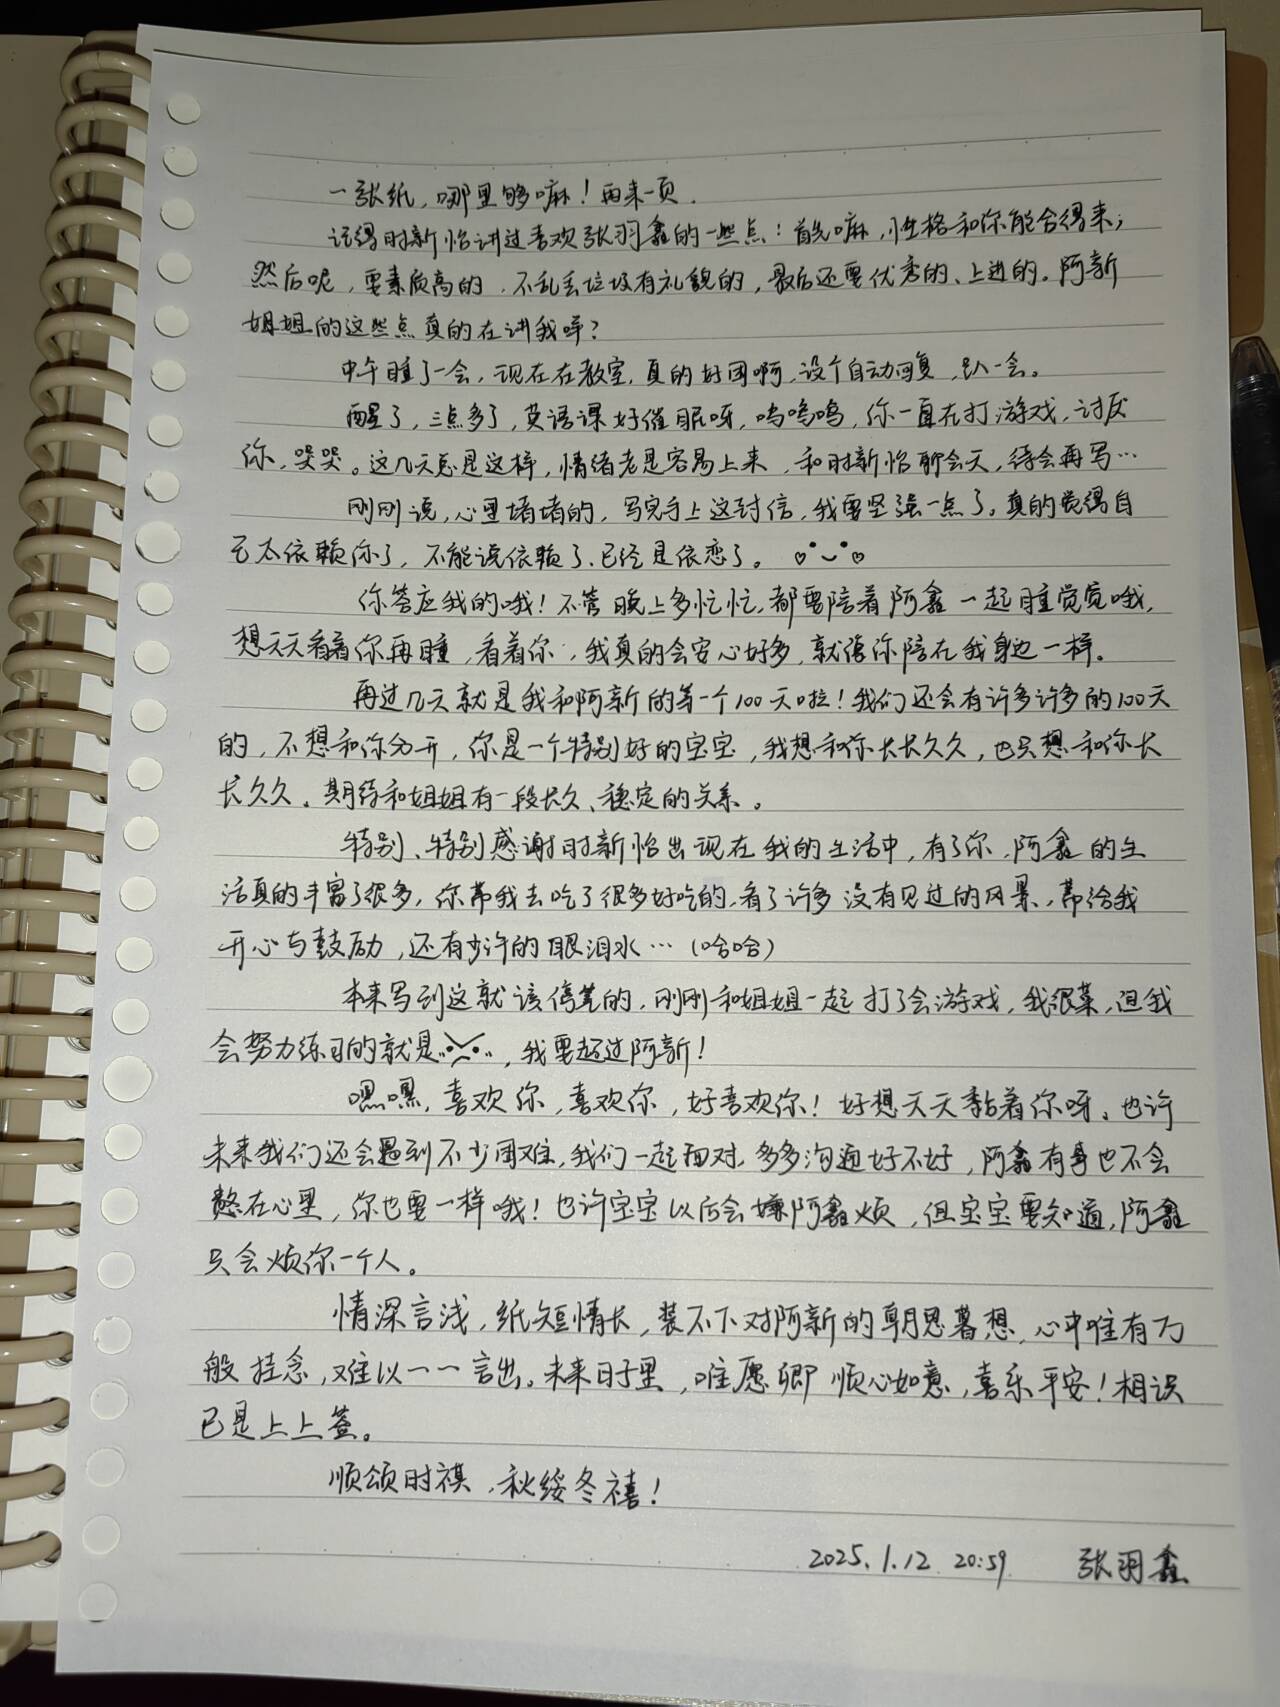 一张纸，哪里够嘛！再来一页．
记得时新怡讲过喜欢张羽鑫的一些点：首先嘛，性格和你能合得来；
然后呢，要素质高的，不乱丢垃圾有礼貌的，最后还要优秀的、上进的。阿新
姐姐的这些点真的在讲我呀？
中午睡了一会，现在在教室，真的好困啊，设个自动回复，趴一会。
醒了，三点多了，英语课好催眠呀，呜呜呜，你一直在打游戏，讨厌
你，哭哭。这几天总是这样，情绪老是容易上来，和时新怡聊会天，待会再写…
刚刚说，心里堵堵的，写完手上这封信，我要坚强一点了。真的觉得自
己太依赖你了，不能说依赖了、已经是依恋了。
你答应我的哦！不管晚上多忙忙，都要陪着阿鑫一起睡觉觉哦，
想天天看着你再睡，看着你，我真的会安心好多，就像你陪在我身边一样。
再过几天就是我和阿新的第一个100天啦！我们还会有许多许多的100天
的，不想和你分开，你是一个特别好的宝宝，我想和你长长久久，也只想和你长
长久久、期待和姐姐有一段长久、稳定的关系。
特别、特别感谢时新怡出现在我的生活中，有了你，阿鑫的生
活真的丰富了很多，你带我去吃了很多好吃的，看了许多没有见过的风景，带给我
开心与鼓励，还有少许的眼泪水…（哈哈）
本来写到这就该停笔的，刚刚和姐姐一起打了会游戏，我很菜，但我
会努力练习的就是，我要超过阿新！
嘿嘿，喜欢你，喜欢你，好喜欢你！好想天天黏着你呀、也许
未来我们还会遇到不少困难，我们一起面对，多多沟通好不好，阿鑫有事也不会
憋在心里，你也要一样哦！也许宝宝以后会嫌阿鑫烦，但宝宝要知道，阿鑫
只会烦你一个人。
情深言浅，纸短情长，装不下对阿新的朝思暮想，心中唯有万
般挂念，难以一一言出。未来日子里，唯愿卿顺心如意，喜乐平安！相识
已是上上签。
顺颂时祺，秋绥冬禧！
2025.1.12 20:59. 张羽鑫